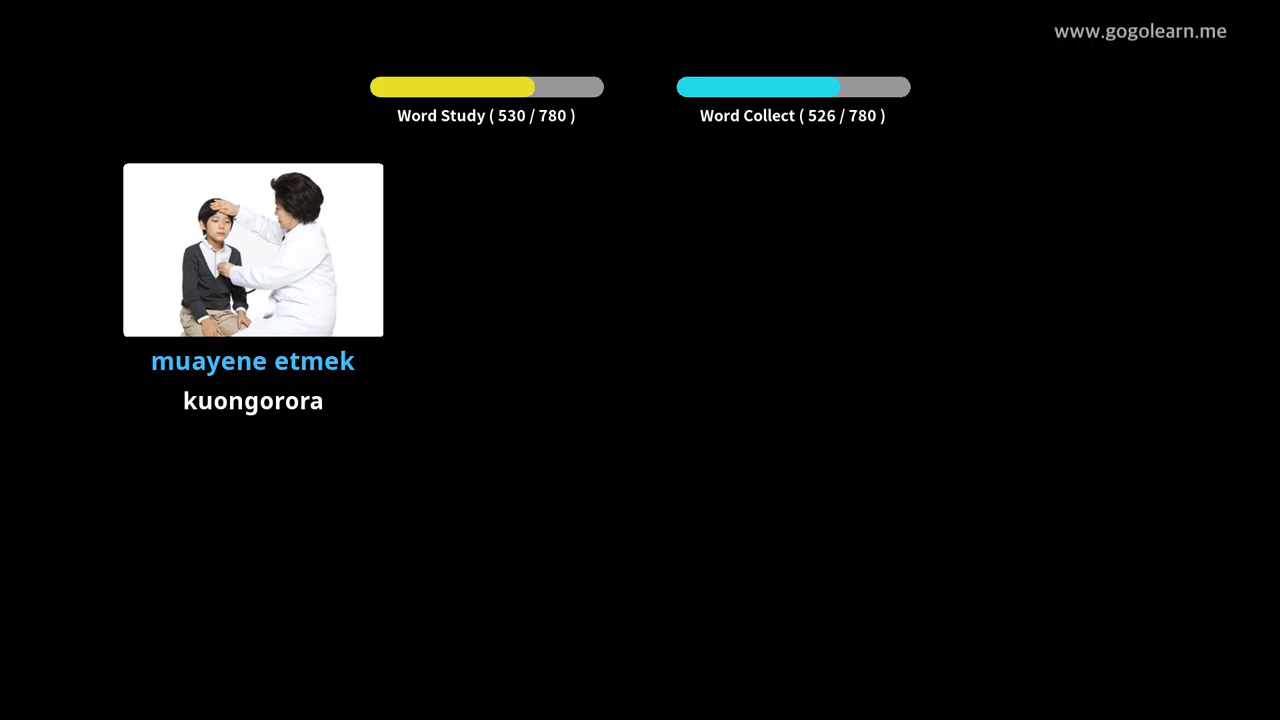 www.gogolearn.me
Word Study ( 530 / 780 )
Word Collect ( 526 / 780 )
muayene etmek
kuongorora